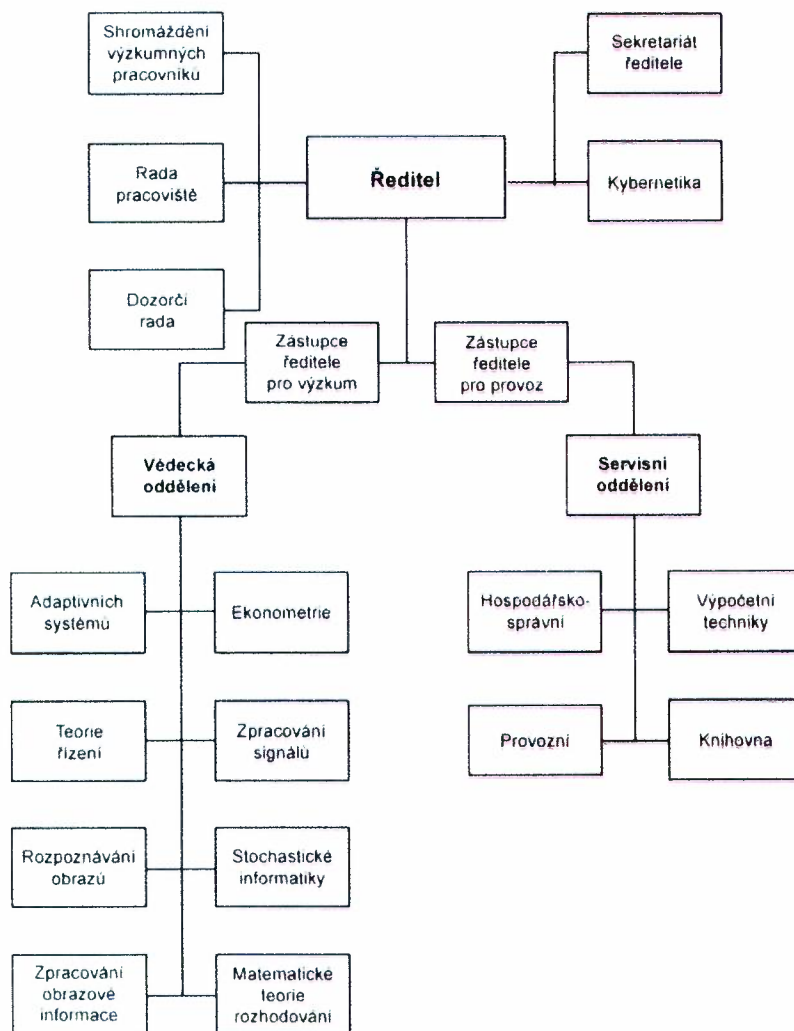 Shromáždění
výzkumných
pracovníků
Sekretariát
ředitele
Rada
pracoviště
Ředitel
Kybernetika
Dozorčí
rada
Zástupce
ředitele
pro výzkum
Zástupce
ředitele
pro provoz
Vědecká
oddělení
Servisní
oddělení
Adaptivních
systémů
Ekonometrie
Hospodářsko-
správní
Výpočetní
techniky
Teorie
řízení
Zpracování
signálů
Provozní
Knihovna
Rozpoznávání
obrazů
Stochastické
informatiky
Zpracování
obrazové
informace
Matematické
teorie
rozhodování